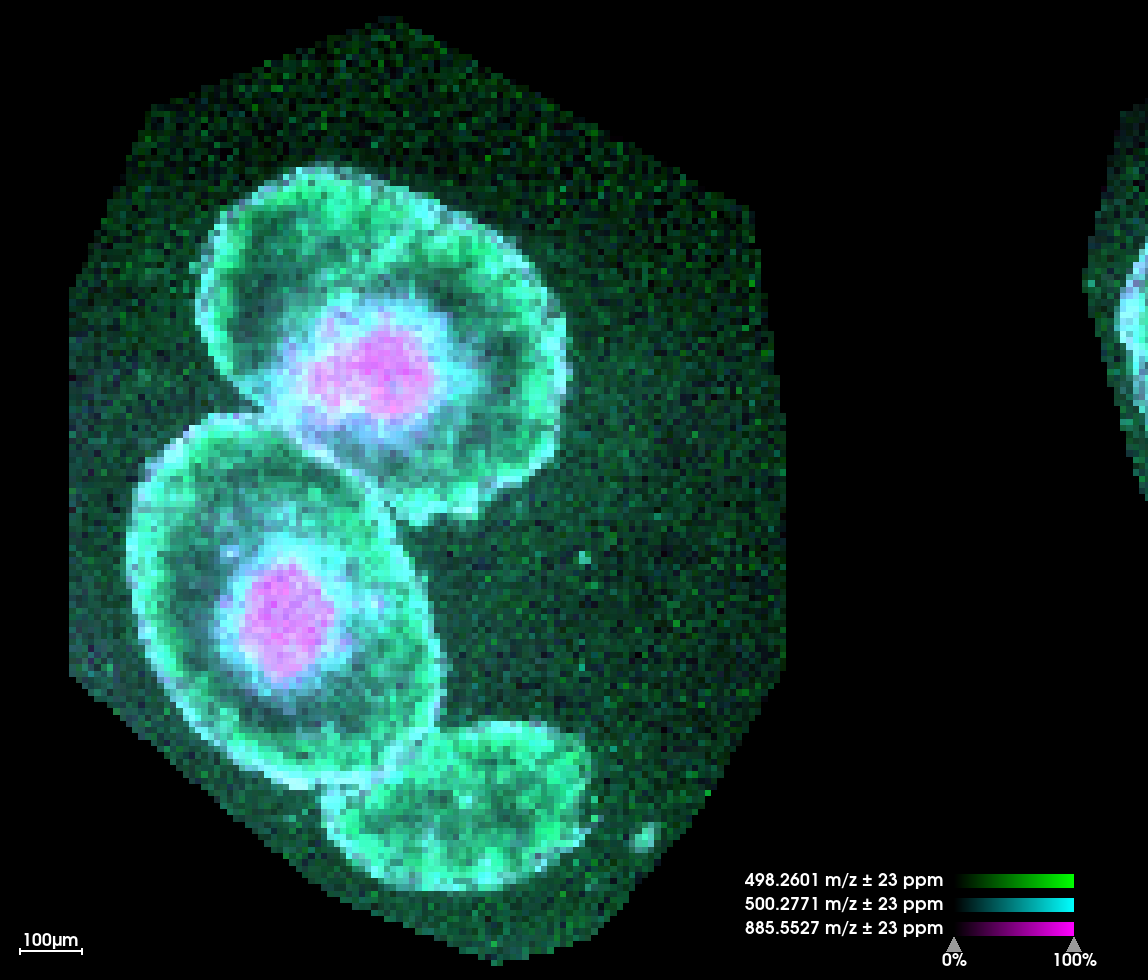 498.2601 m/z ± 23 ppm
500.2771 m/z ± 23 ppm
885.5527 m/z ± 23 ppm
0% 100%
100µm